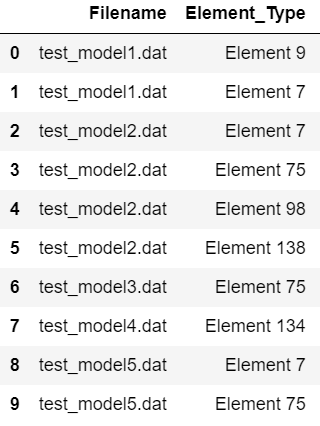 Filename Element_Type
0 test_model1.dat Element 9
1 test_model1.dat Element 7
2 test_model2.dat Element 7
3 test_model2.dat Element 75
4 test_model2.dat Element 98
5 test_model2.dat Element 138
6 test_model3.dat Element 75
7 test_model4.dat Element 134
8 test_model5.dat Element 7
9 test_model5.dat Element 75